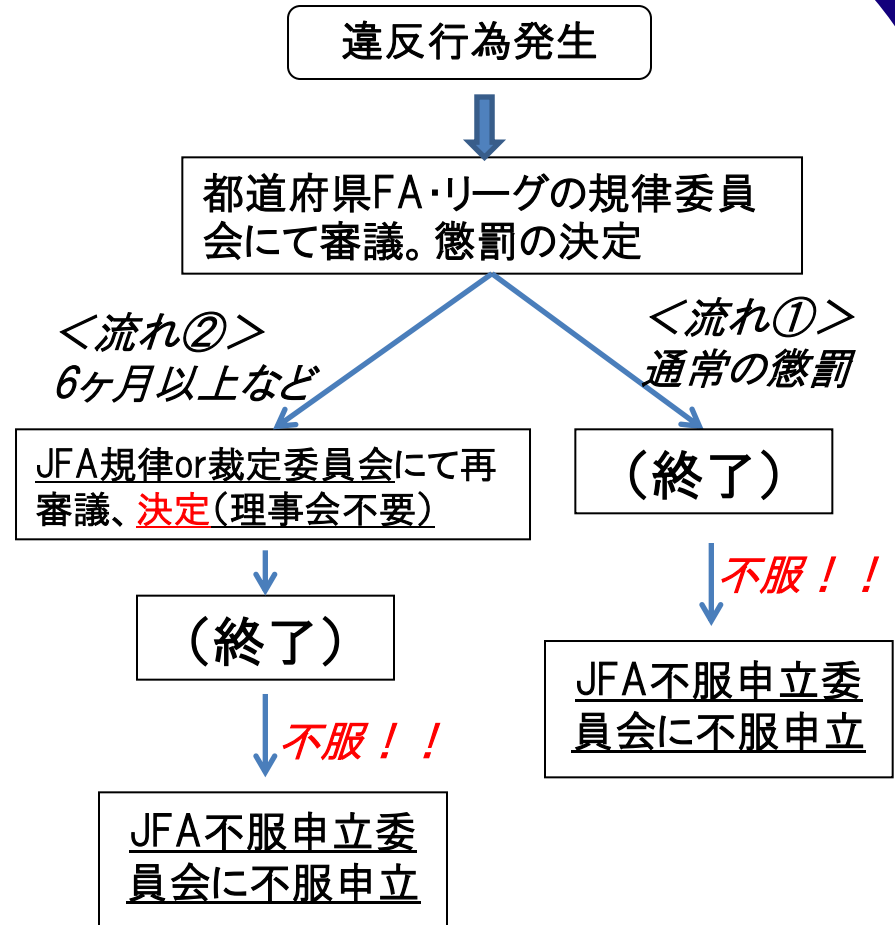 違反行為発生
都道府県FA・リーグの規律委員
会にて審議。懲罰の決定
＜流れ②＞
6ヶ月以上など
＜流れ①＞
通常の懲罰
JFA規律or裁定委員会にて再
審議、決定(理事会不要)
（終了）
不服！！
JFA不服申立委
員会に不服申立
（終了）
不服！！
JFA不服申立委
員会に不服申立